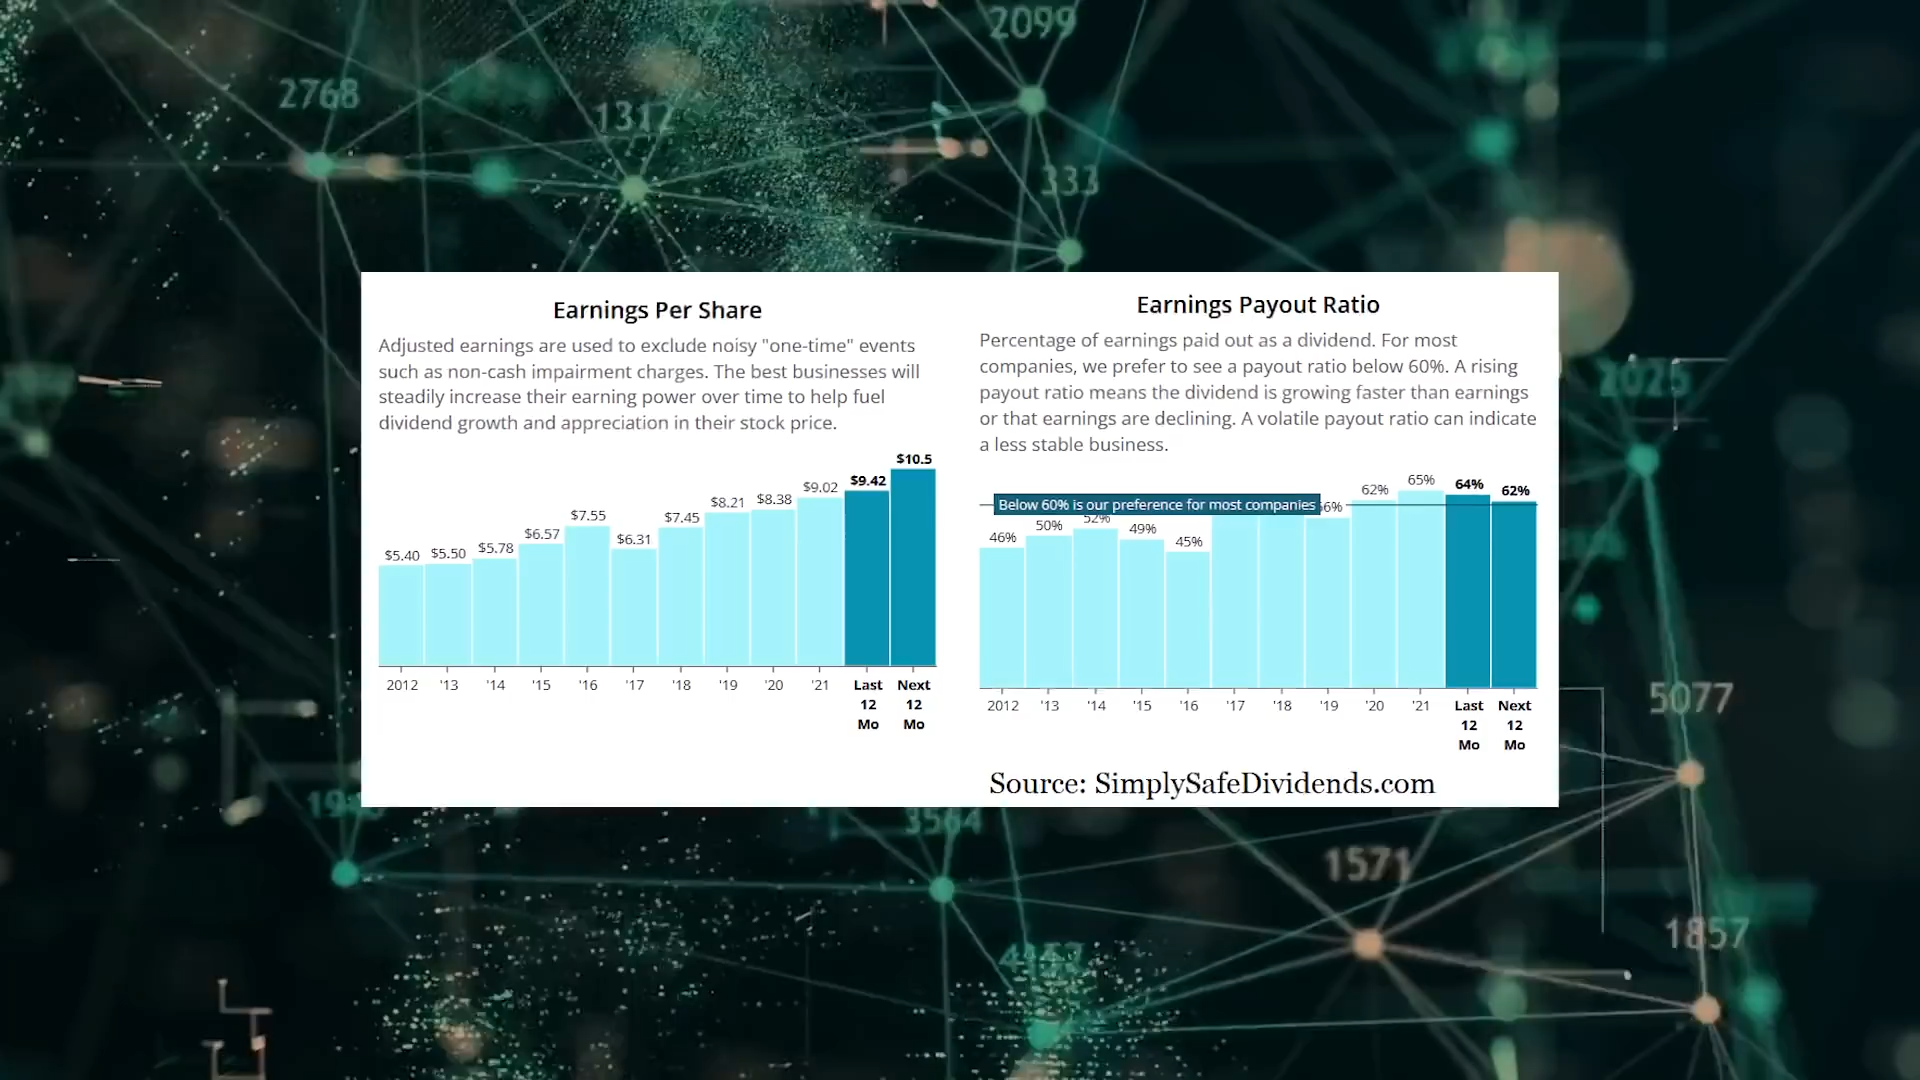 2099
2768
1312
333
Earnings Per Share
Adjusted earnings are used to exclude noisy "one-time" events
such as non-cash impairment charges. The best businesses will
steadily increase their earning power over time to help fuel
dividend growth and appreciation in their stock price.
$5.40 $5.50 $5.78 $6.57 $7.55 $6.31 $7.45 $8.21 $8.38 $9.02 $9.42 $10.5
2012 '13 '14 '15 '16 '17 '18 '19 '20 '21 Last Next
12 12
Mo Mo
Earnings Payout Ratio
Percentage of earnings paid out as a dividend. For most
companies, we prefer to see a payout ratio below 60%. A rising
payout ratio means the dividend is growing faster than earnings
or that earnings are declining. A volatile payout ratio can indicate
a less stable business.
Below 60% is our preference for most companies
46% 50% 52% 49% 45% 62% 65% 64% 62%
2012 '13 '14 '15 '16 '17 '18 '19 '20 '21 Last Next
12 12
Mo Mo
Source: SimplySafeDividends.com
2025
5077
3564
1571
1857